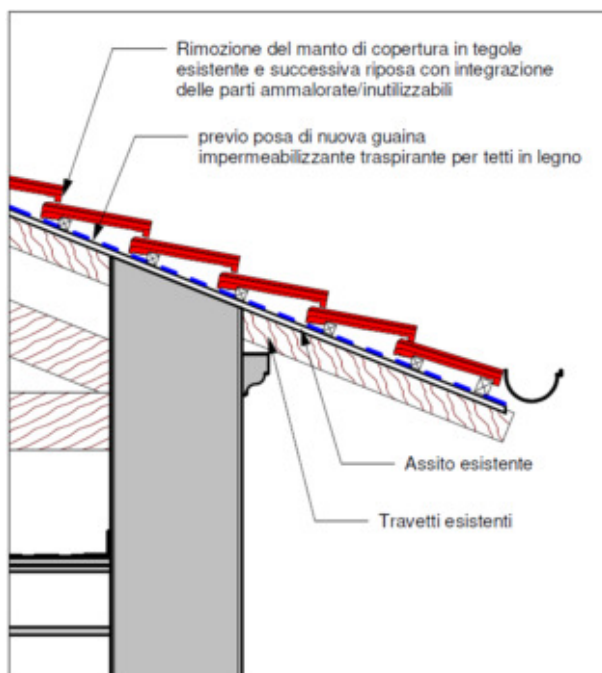 Rimozione del manto di copertura in tegole
esistente e successiva riposa con integrazione
delle parti ammalorate/inutilizzabili
previo posa di nuova guaina
impermeabilizzante traspirante per tetti in legno
Assito esistente
Travetti esistenti